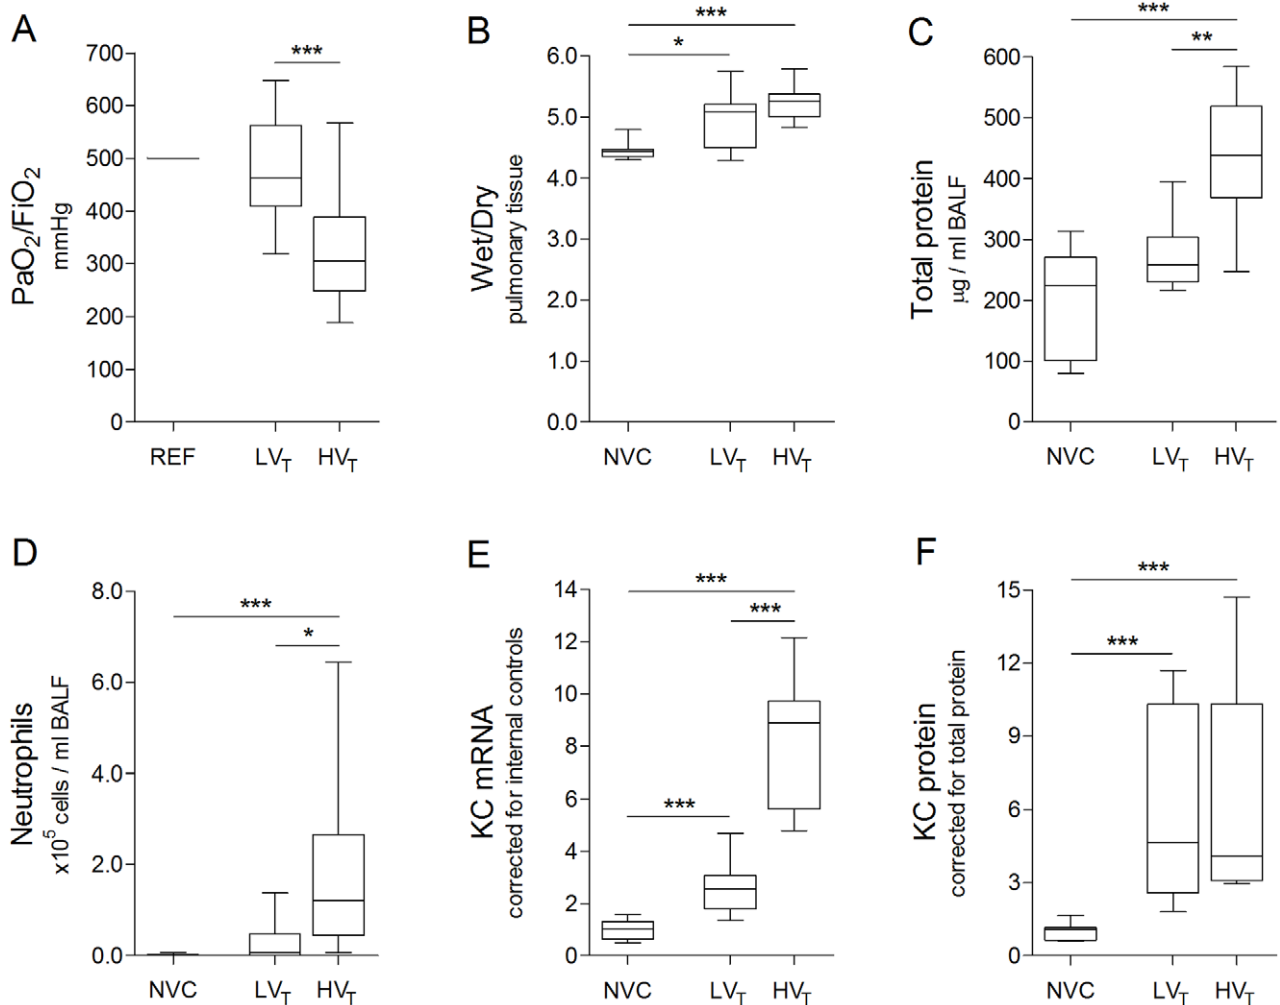 A
PaO2/FiO2
mmHg
700
600
500
400
300
200
100
0
***
REF
LVT
HVT
B
Wet/Dry
pulmonary tissue
6.0
5.0
4.0
3.0
2.0
1.0
0.0
***
*
NVC
LVT
HVT
C
Total protein
µg / ml BALF
600
500
400
300
200
100
0
***
**
NVC
LVT
HVT
D
Neutrophils
x10⁵ cells / ml BALF
8.0
6.0
4.0
2.0
0.0
***
*
NVC
LVT
HVT
E
KC mRNA
corrected for internal controls
14
12
10
8
6
4
2
0
***
***
***
NVC
LVT
HVT
F
KC protein
corrected for total protein
15
12
9
6
3
0
***
***
NVC
LVT
HVT